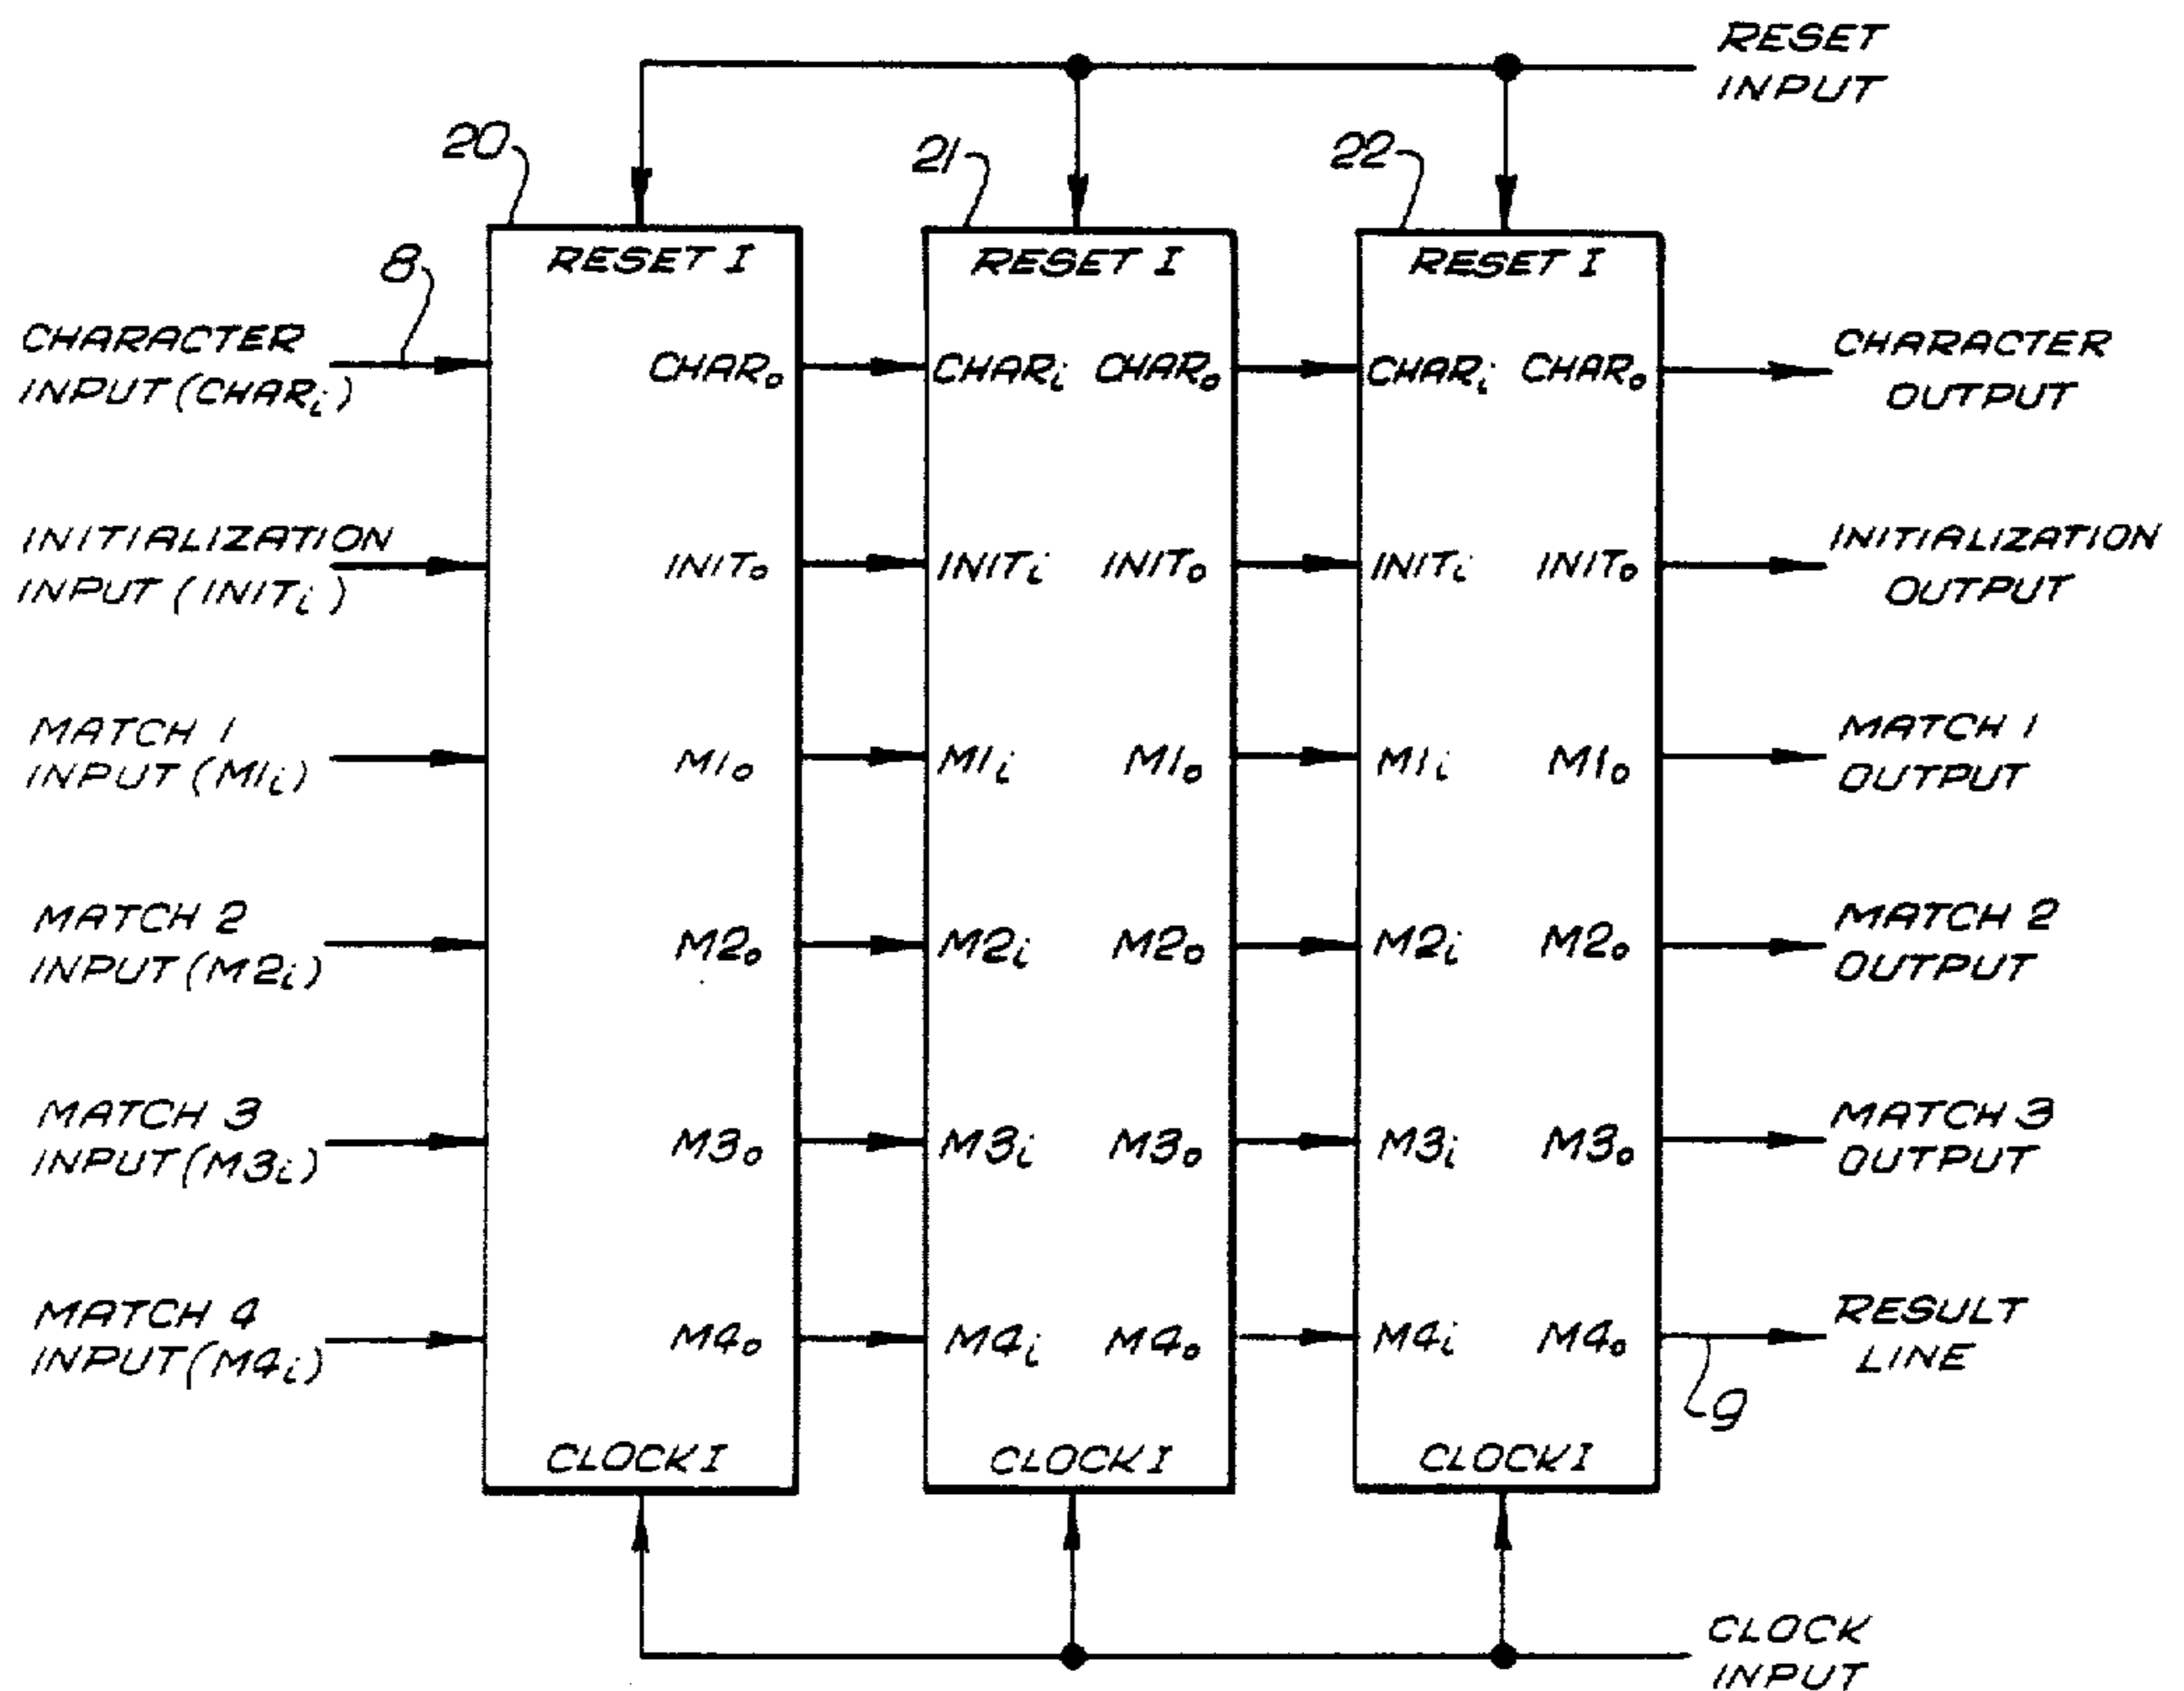 RESET
INPUT
20
21
22
8
RESET I
RESET I
RESET I
CHARACTER
INPUT (CHARi)
CHARo
CHARi CHARo
CHARi CHARo
CHARACTER
OUTPUT
INITIALIZATION
INPUT (INITi)
INITo
INITi INITo
INITi INITo
INITIALIZATION
OUTPUT
MATCH 1
INPUT (M1i)
M1o
M1i M1o
M1i M1o
MATCH 1
OUTPUT
MATCH 2
INPUT (M2i)
M2o
M2i M2o
M2i M2o
MATCH 2
OUTPUT
MATCH 3
INPUT (M3i)
M3o
M3i M3o
M3i M3o
MATCH 3
OUTPUT
MATCH 4
INPUT (M4i)
M4o
M4i M4o
M4i M4o
RESULT
LINE
9
CLOCK I
CLOCK I
CLOCK I
CLOCK
INPUT